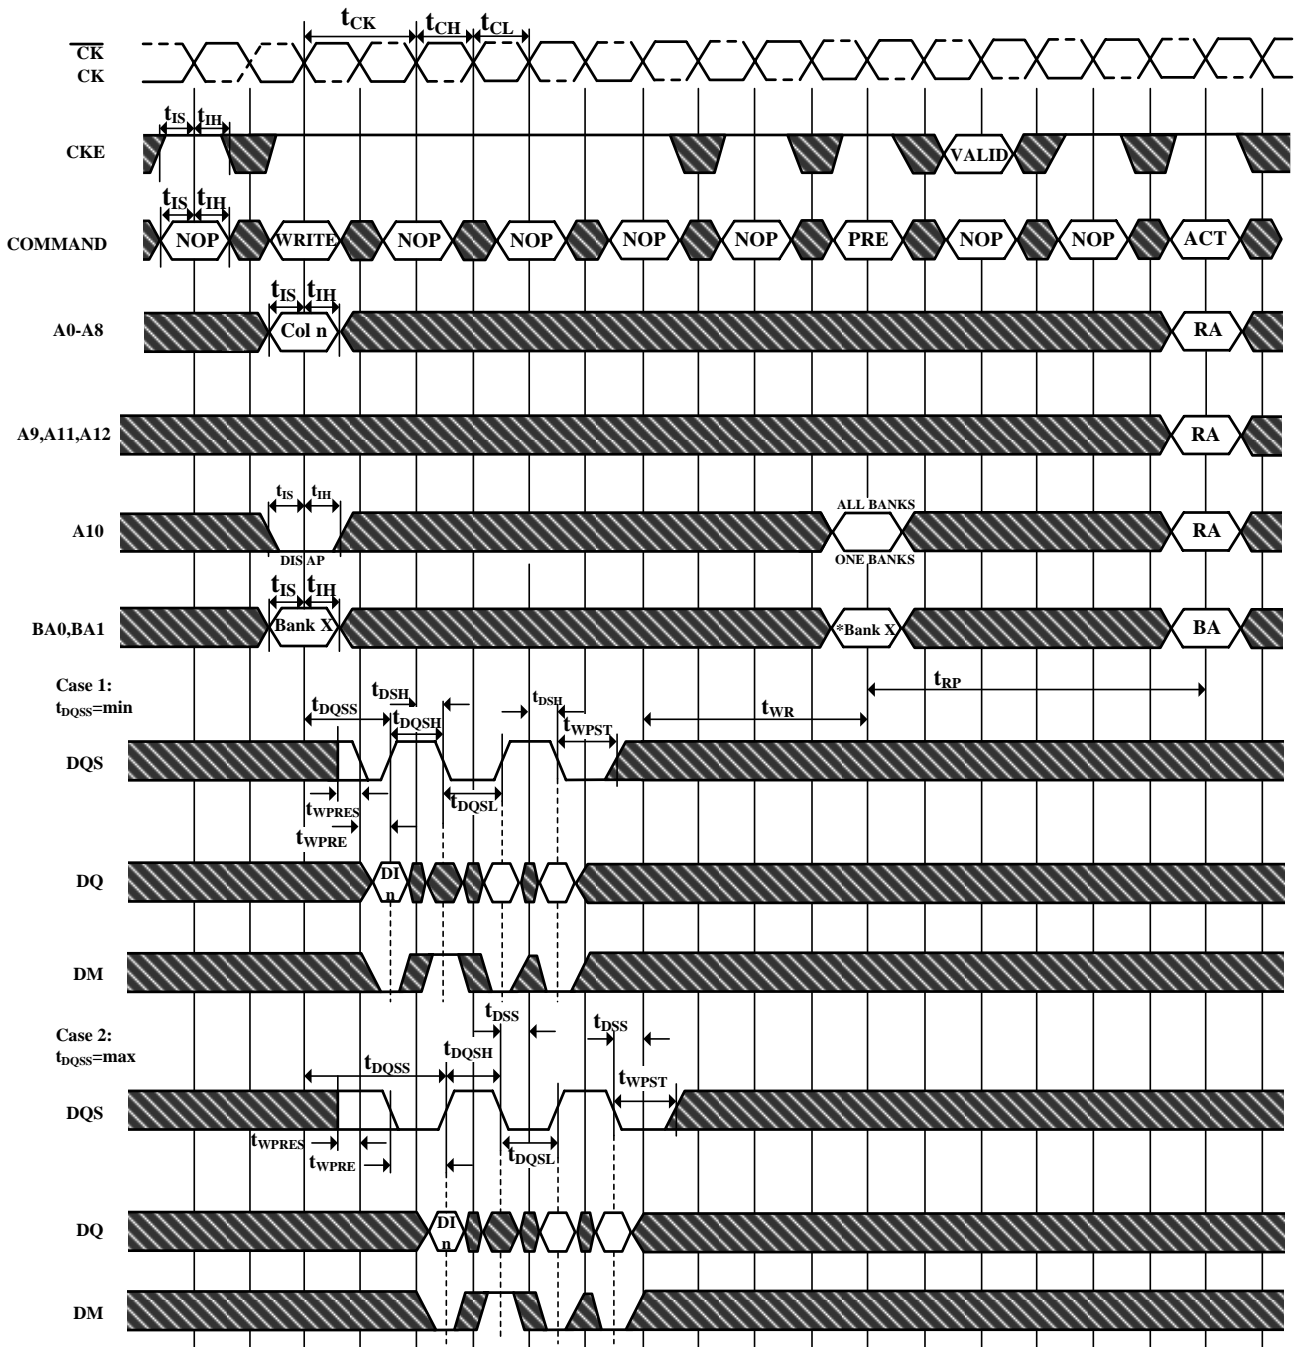 tCK tCH tCL
CK
CK
tIS tIH
CKE VALID
tIS tIH
COMMAND NOP WRITE NOP NOP NOP NOP PRE NOP NOP ACT
tIS tIH
A0-A8 Col n RA
A9,A11,A12 RA
tIS tIH
ALL BANKS
A10 RA
DIS AP ONE BANKS
tIS tIH
BA0,BA1 Bank X *Bank X BA
Case 1:
tDQSS=min
tDSH tDSH tRP
tDQSS tDQSH tWPST tWR
DQS
tWPRES tDQSL
tWPRE
DQ DI
n
DM
Case 2:
tDQSS=max
tDSS tDSS
tDQSS tDQSH tWPST
DQS
tWPRES tWPRE tDQSL
DQ DI
n
DM